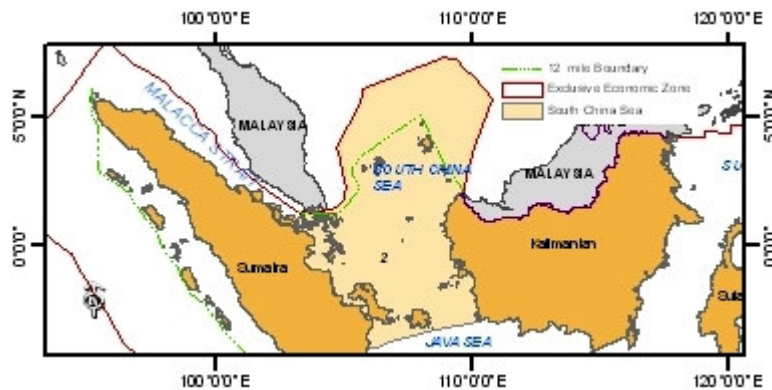 100°0'0"E
110°0'0"E
120°0'0"E
12 mile Boundary
Exclusive Economic Zone
South China Sea
MALACCA STRAIT
MALAYSIA
5°0'0"N
5°0'0"N
SOUTH CHINA
SEA
MALAYSIA
SU
0°0'0"
0°0'0"
Sumatra
2
Kalimantan
Sula
JAVA SEA
100°0'0"E
110°0'0"E
120°0'0"E